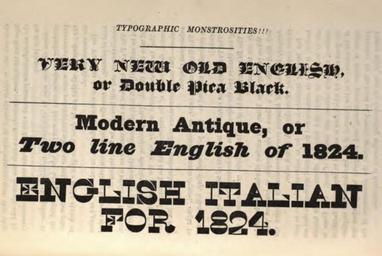 TYPOGRAPHIC MONSTROSITIES!!!
VERY NEW OLD ENGLISH,
or Double Pica Black.
Modern Antique, or
Two line English of 1824.
ENGLISH ITALIAN
FOR 1824.